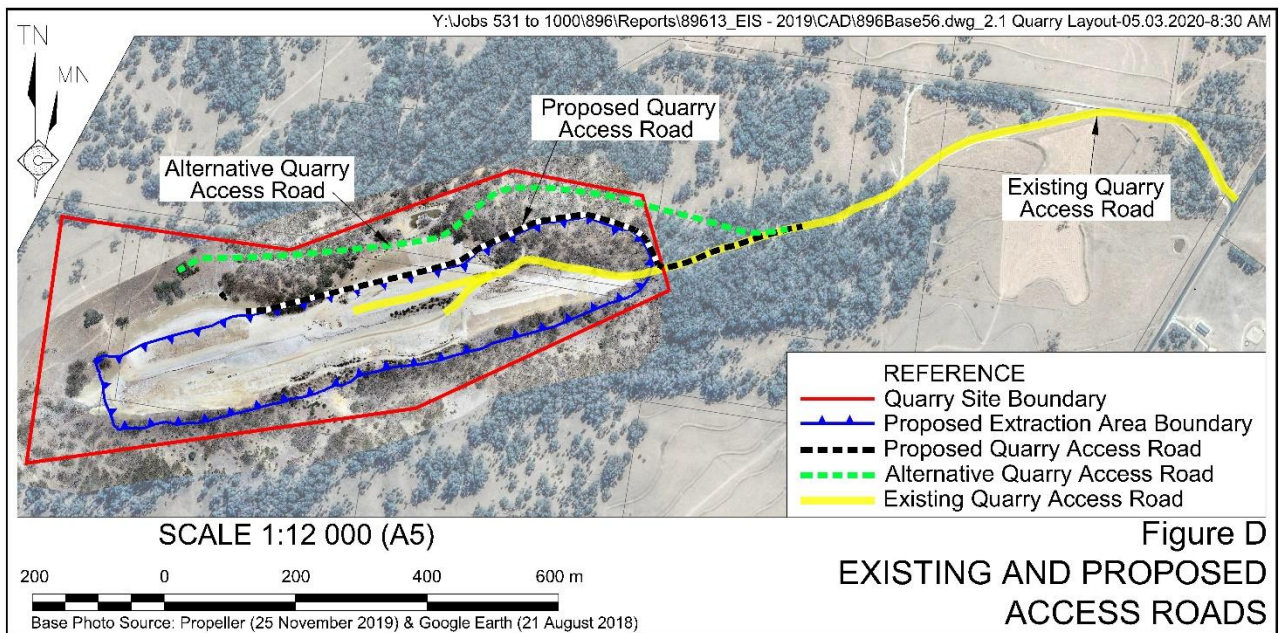 Y:\Jobs 531 to 1000\896\Reports\89613_EIS - 2019\CAD\896Base56.dwg_2.1 Quarry Layout-05.03.2020-8:30 AM
TN
MN
Proposed Quarry
Access Road
Alternative Quarry
Access Road
Existing Quarry
Access Road
REFERENCE
Quarry Site Boundary
Proposed Extraction Area Boundary
Proposed Quarry Access Road
Alternative Quarry Access Road
Existing Quarry Access Road
SCALE 1:12 000 (A5)
200 0 200 400 600 m
Base Photo Source: Propeller (25 November 2019) & Google Earth (21 August 2018)
Figure D
EXISTING AND PROPOSED
ACCESS ROADS